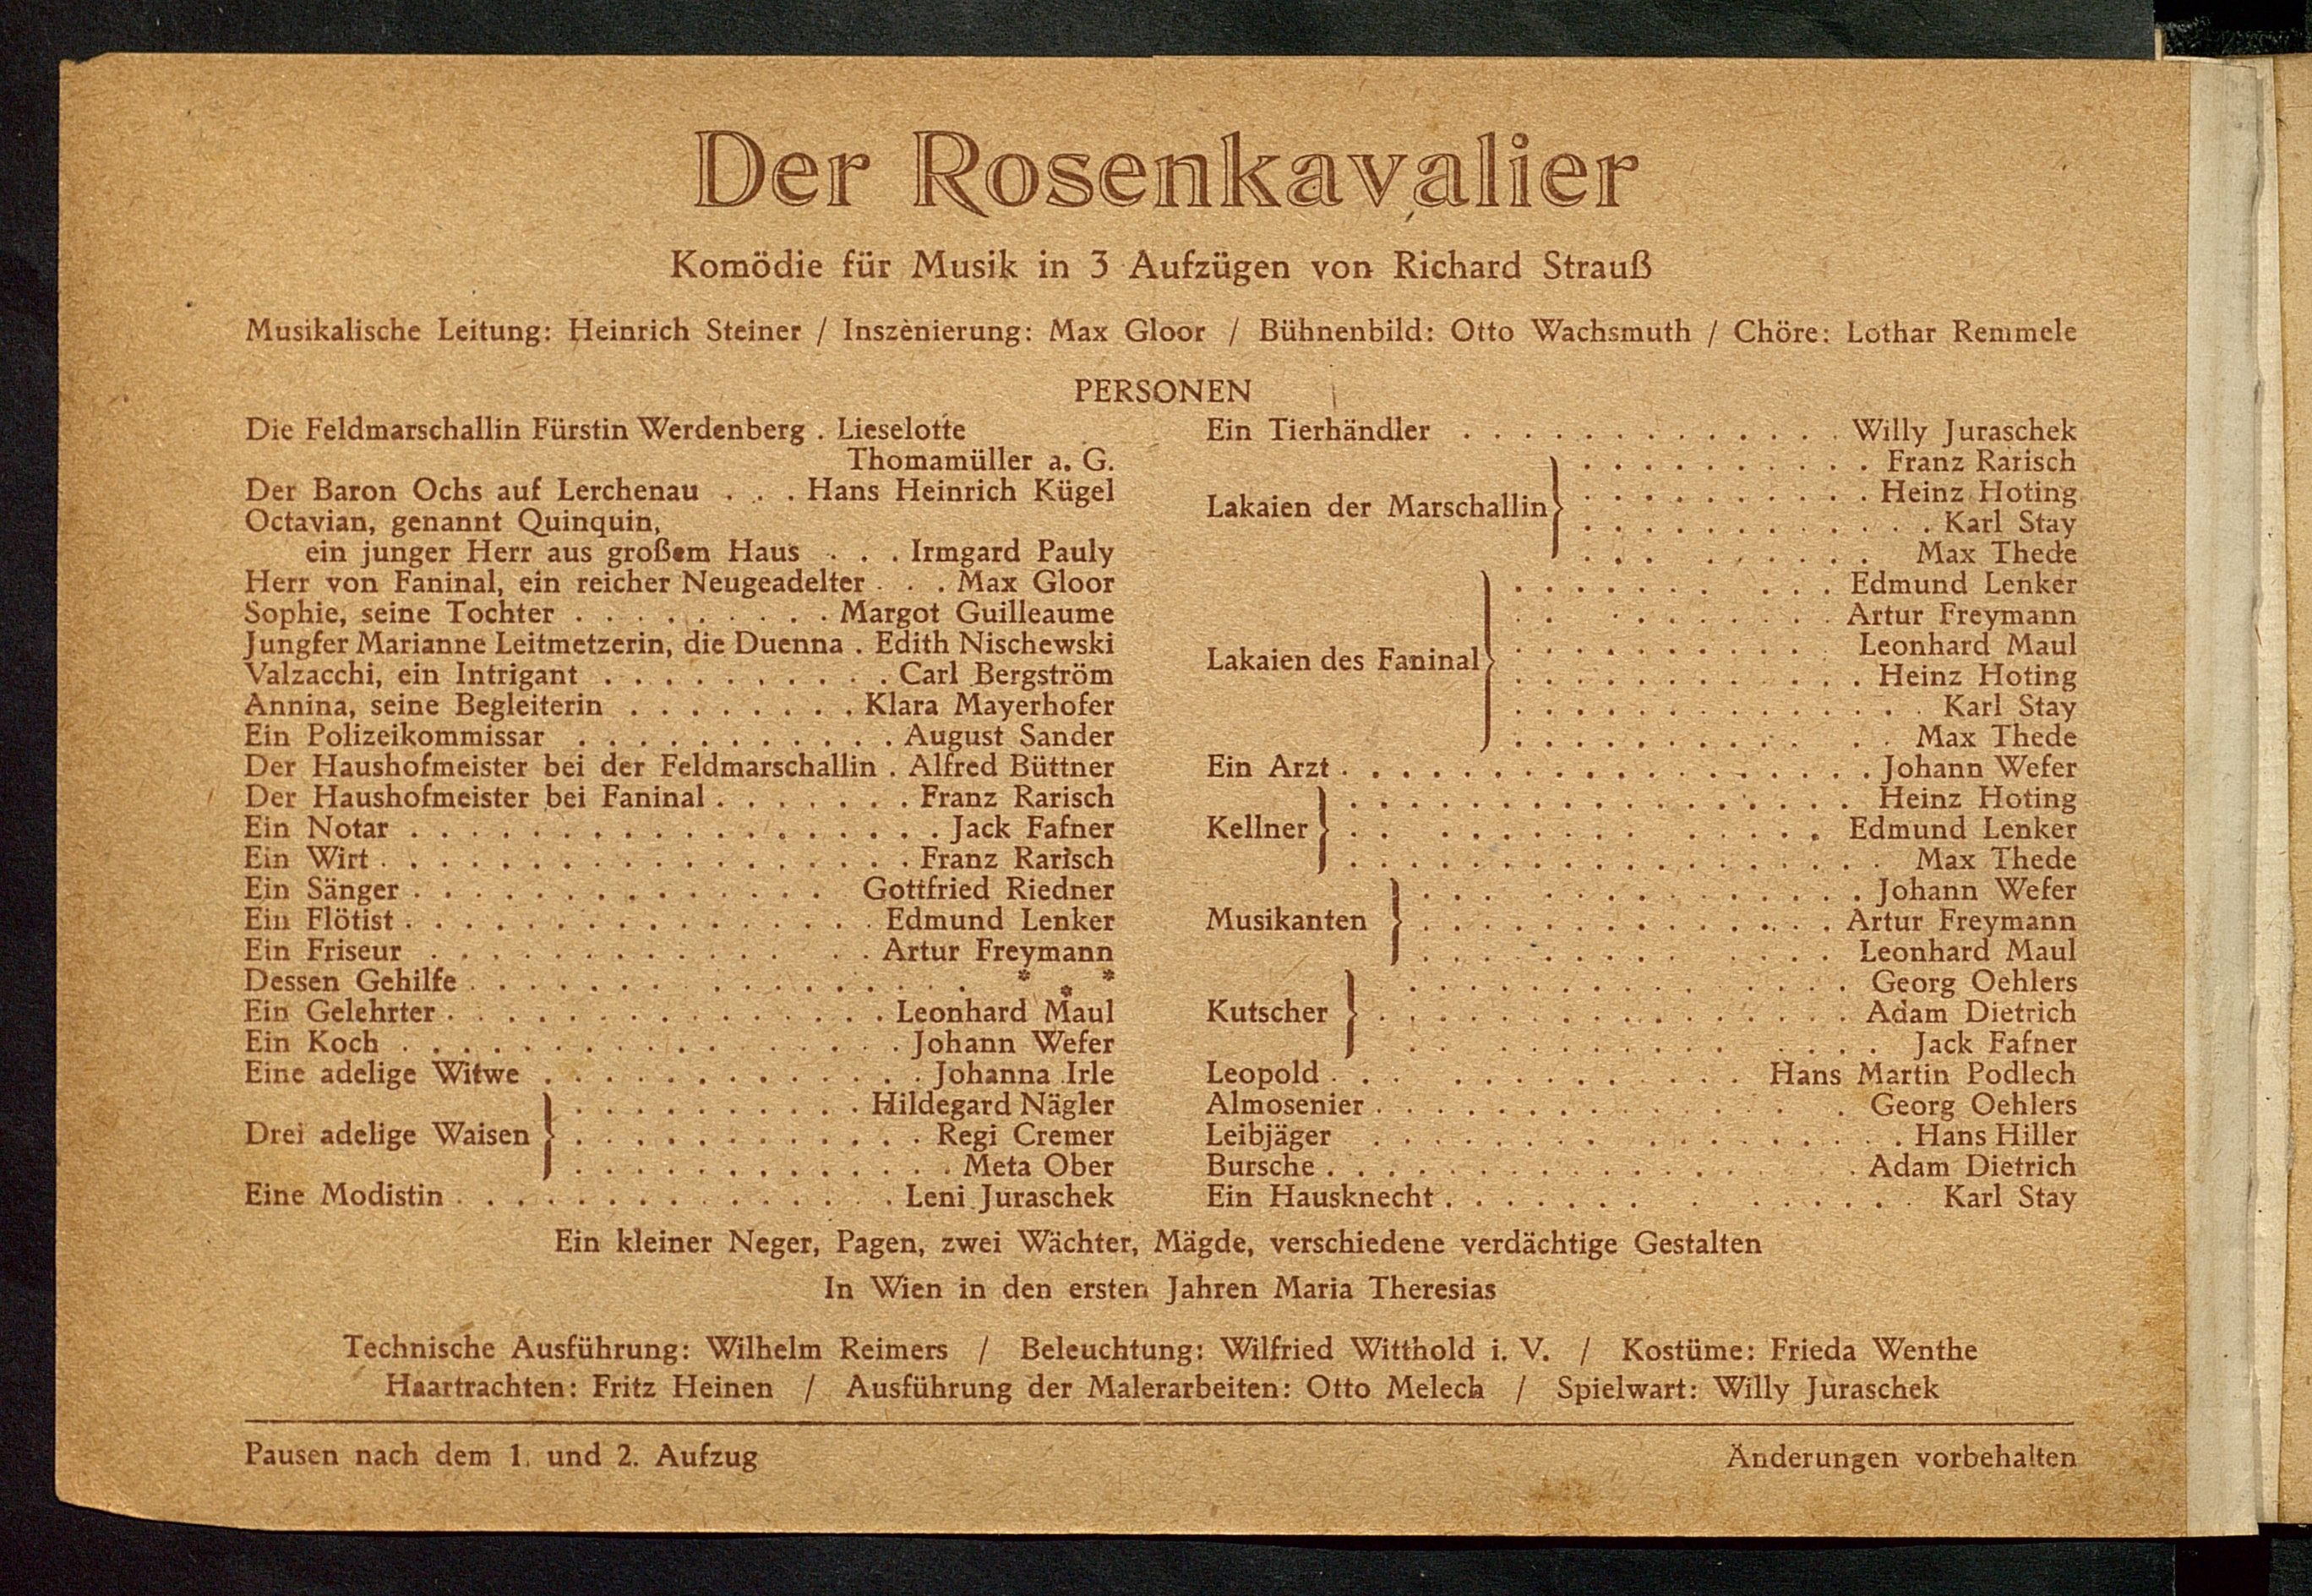 Der Rosenkavalier
Komödie für Musik in 3 Aufzügen von Richard Strauß
Musikalische Leitung: Heinrich Steiner / Inszenierung: Max Gloor / Bühnenbild: Otto Wachsmuth / Chöre: Lothar Remmele
PERSONEN
Die Feldmarschallin Fürstin Werdenberg . Lieselotte
Thomamüller a. G.
Der Baron Ochs auf Lerchenau . . . Hans Heinrich Kügel
Octavian, genannt Quinquin,
ein junger Herr aus großem Haus . . . Irmgard Pauly
Herr von Faninal, ein reicher Neugeadelter . . . Max Gloor
Sophie, seine Tochter . . . . . . . . . Margot Guilleaume
Jungfer Marianne Leitmetzerin, die Duenna . Edith Nischewski
Valzacchi, ein Intrigant . . . . . . . . . . Carl Bergström
Annina, seine Begleiterin . . . . . . . . Klara Mayerhofer
Ein Polizeikommissar . . . . . . . . . . . August Sander
Der Haushofmeister bei der Feldmarschallin . Alfred Büttner
Der Haushofmeister bei Faninal . . . . . . . Franz Rarisch
Ein Notar . . . . . . . . . . . . . . . . . . Jack Fafner
Ein Wirt . . . . . . . . . . . . . . . . . . Franz Rarisch
Ein Sänger . . . . . . . . . . . . . . Gottfried Riedner
Ein Flötist . . . . . . . . . . . . . . . . Edmund Lenker
Ein Friseur . . . . . . . . . . . . . . . Artur Freymann
Dessen Gehilfe . . . . . . . . . . . . . . . . . * * *
Ein Gelehrter . . . . . . . . . . . . . . . Leonhard Maul
Ein Koch . . . . . . . . . . . . . . . . . Johann Wefer
Eine adelige Witwe . . . . . . . . . . . . . Johanna Irle
Drei adelige Waisen } . . . . . . . . . . Hildegard Nägler
. . . . . . . . . . . . Regi Cremer
. . . . . . . . . . . . . Meta Ober
Eine Modistin . . . . . . . . . . . . . . . Leni Juraschek
Ein Tierhändler . . . . . . . . . . . . . Willy Juraschek
Lakaien der Marschallin } . . . . . . . . . . Franz Rarisch
. . . . . . . . . . Heinz Hoting
. . . . . . . . . . . . Karl Stay
. . . . . . . . . Max Thede
Lakaien des Faninal } . . . . . . . . . . Edmund Lenker
. . . . . . . . . . Artur Freymann
. . . . . . . . . . . Leonhard Maul
. . . . . . . . . . . . Heinz Hoting
. . . . . . . . . . . . . . Karl Stay
. . . . . . . . . . . . Max Thede
Ein Arzt . . . . . . . . . . . . . . . . . . Johann Wefer
Kellner } . . . . . . . . . . . . . . . . . Heinz Hoting
. . . . . . . . . . . . . . Edmund Lenker
. . . . . . . . . . . . . . . . . . Max Thede
Musikanten } . . . . . . . . . . . . . . Johann Wefer
. . . . . . . . . . . . . . Artur Freymann
. . . . . . . . . . . . . Leonhard Maul
Kutscher } . . . . . . . . . . . . . . . Georg Oehlers
. . . . . . . . . . . . . . . . Adam Dietrich
. . . . . . . . . . . . . . . . Jack Fafner
Leopold . . . . . . . . . . . . . Hans Martin Podlech
Almosenier . . . . . . . . . . . . . . . Georg Oehlers
Leibjäger . . . . . . . . . . . . . . . . . . Hans Hiller
Bursche . . . . . . . . . . . . . . . . . . Adam Dietrich
Ein Hausknecht . . . . . . . . . . . . . . Karl Stay
Ein kleiner Neger, Pagen, zwei Wächter, Mägde, verschiedene verdächtige Gestalten
In Wien in den ersten Jahren Maria Theresias
Technische Ausführung: Wilhelm Reimers / Beleuchtung: Wilfried Witthold i. V. / Kostüme: Frieda Wenthe
Haartrachten: Fritz Heinen / Ausführung der Malerarbeiten: Otto Melech / Spielwart: Willy Juraschek
Pausen nach dem 1. und 2. Aufzug
Änderungen vorbehalten